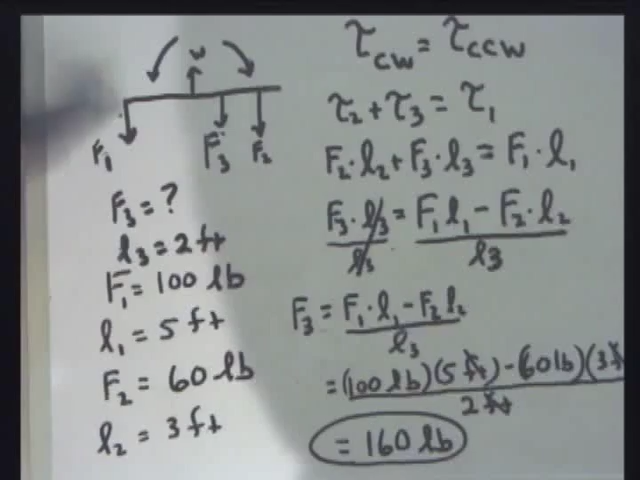 w
F₁ F₃ F₂
F₃ = ?
l₃ = 2 ft
F₁ = 100 lb
l₁ = 5 ft
F₂ = 60 lb
l₂ = 3 ft
τcw = τccw
τ₂ + τ₃ = τ₁
F₂·l₂ + F₃·l₃ = F₁·l₁
F₃·l₃ = F₁l₁ - F₂·l₂
l₃ l₃
F₃ = F₁·l₁ - F₂l₂
l₃
= (100 lb)(5 ft) - (60 lb)(3 ft
2 ft
= 160 lb